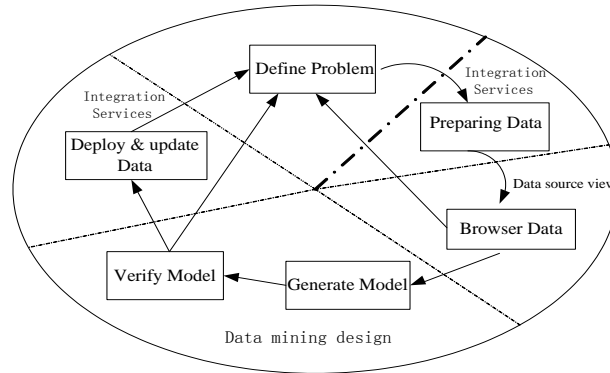 Define Problem
Integration
Services
Integration
Services
Preparing Data
Deploy & update
Data
Data source view
Browser Data
Verify Model
Generate Model
Data mining design